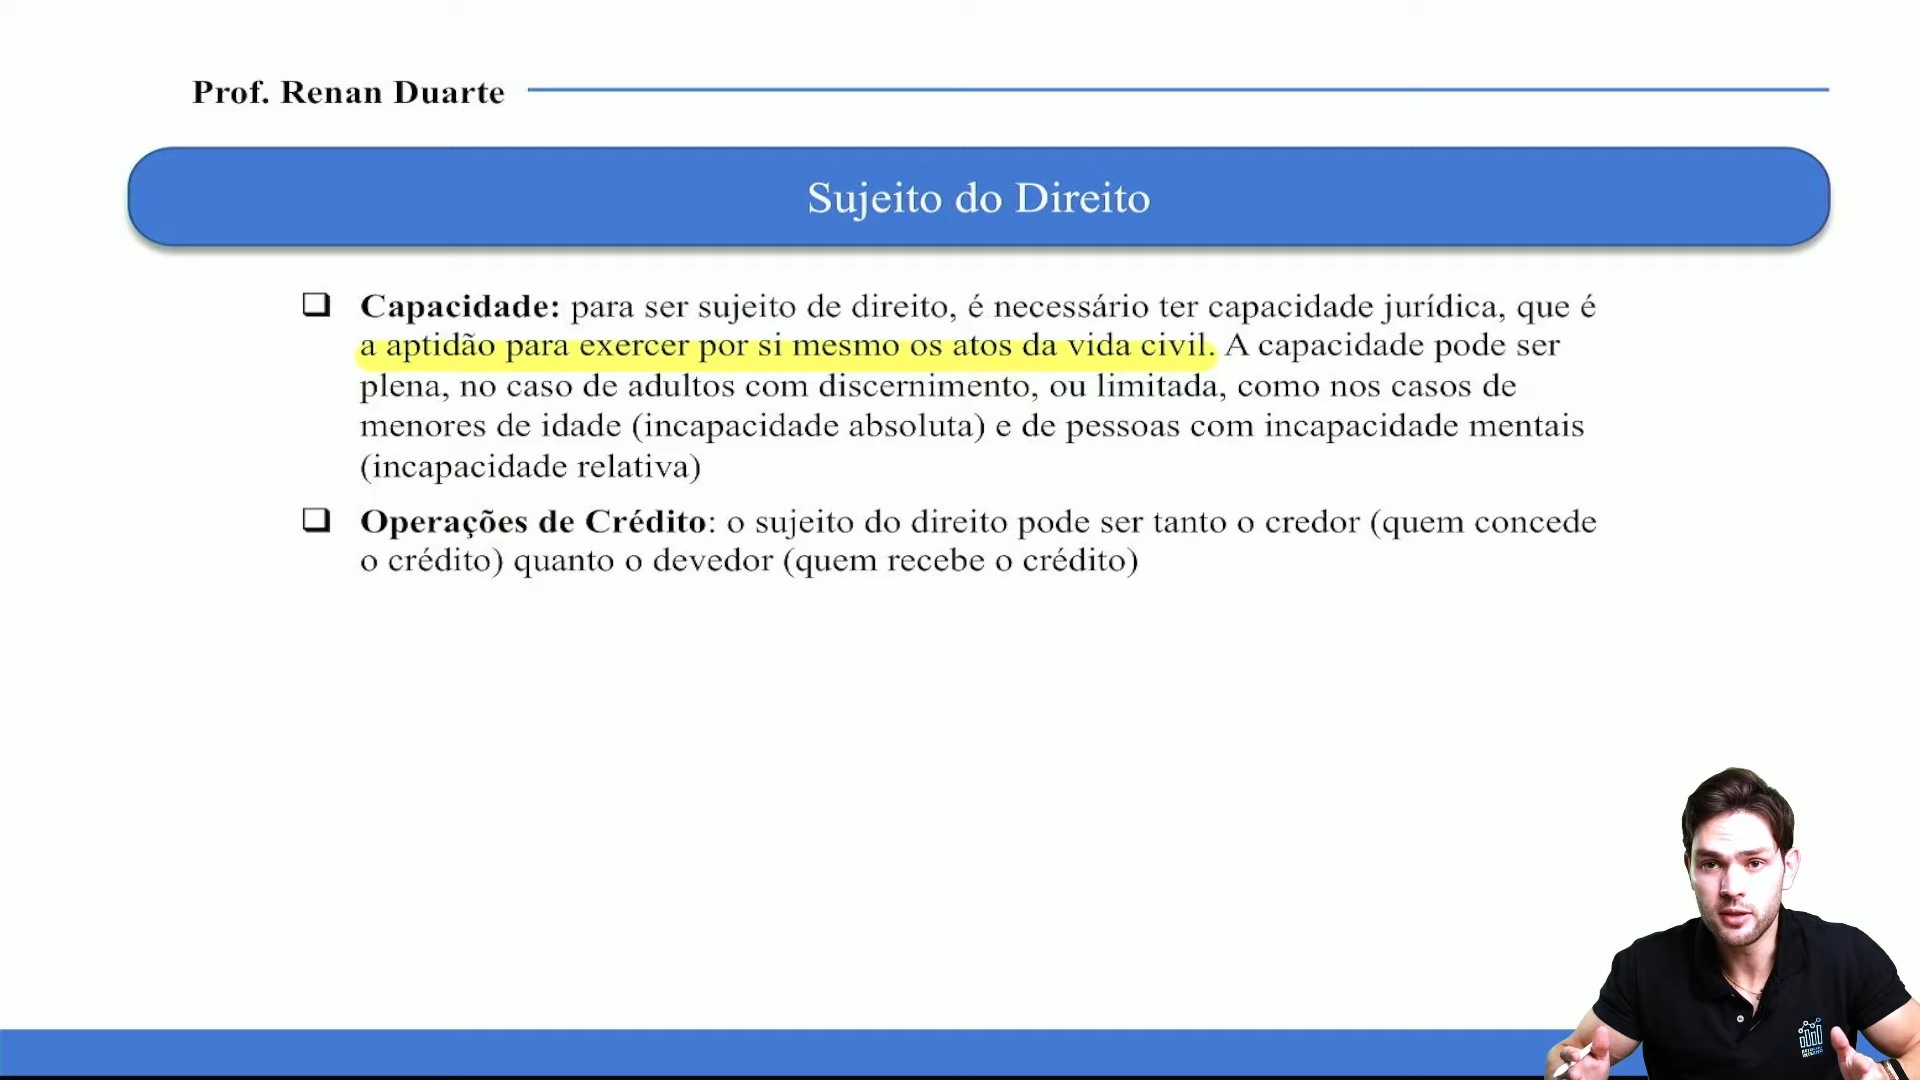 Prof. Renan Duarte
Sujeito do Direito
Capacidade: para ser sujeito de direito, é necessário ter capacidade jurídica, que é
a aptidão para exercer por si mesmo os atos da vida civil. A capacidade pode ser
plena, no caso de adultos com discernimento, ou limitada, como nos casos de
menores de idade (incapacidade absoluta) e de pessoas com incapacidade mentais
(incapacidade relativa)
Operações de Crédito: o sujeito do direito pode ser tanto o credor (quem concede
o crédito) quanto o devedor (quem recebe o crédito)